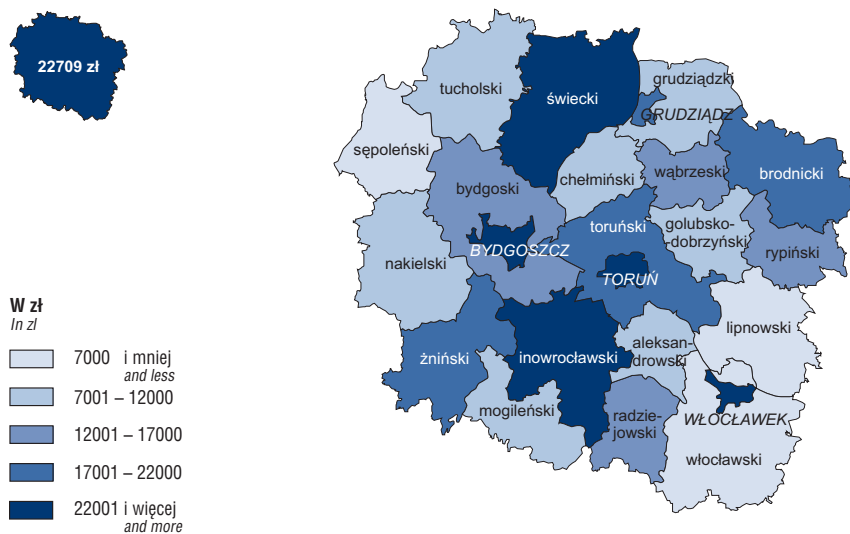 22709 zł
W zł
In zl
7000 i mniej
and less
7001 – 12000
12001 – 17000
17001 – 22000
22001 i więcej
and more
tucholski
świecki
grudziądzki
GRUDZIĄDZ
sępoleński
bydgoski
chełmiński
wąbrzeski
brodnicki
BYDGOSZCZ
toruński
golubsko-
-dobrzyński
rypiński
nakielski
TORUŃ
lipnowski
żniński
inowrocławski
aleksan-
drowski
mogileński
radzie-
jowski
WŁOCŁAWEK
włocławski